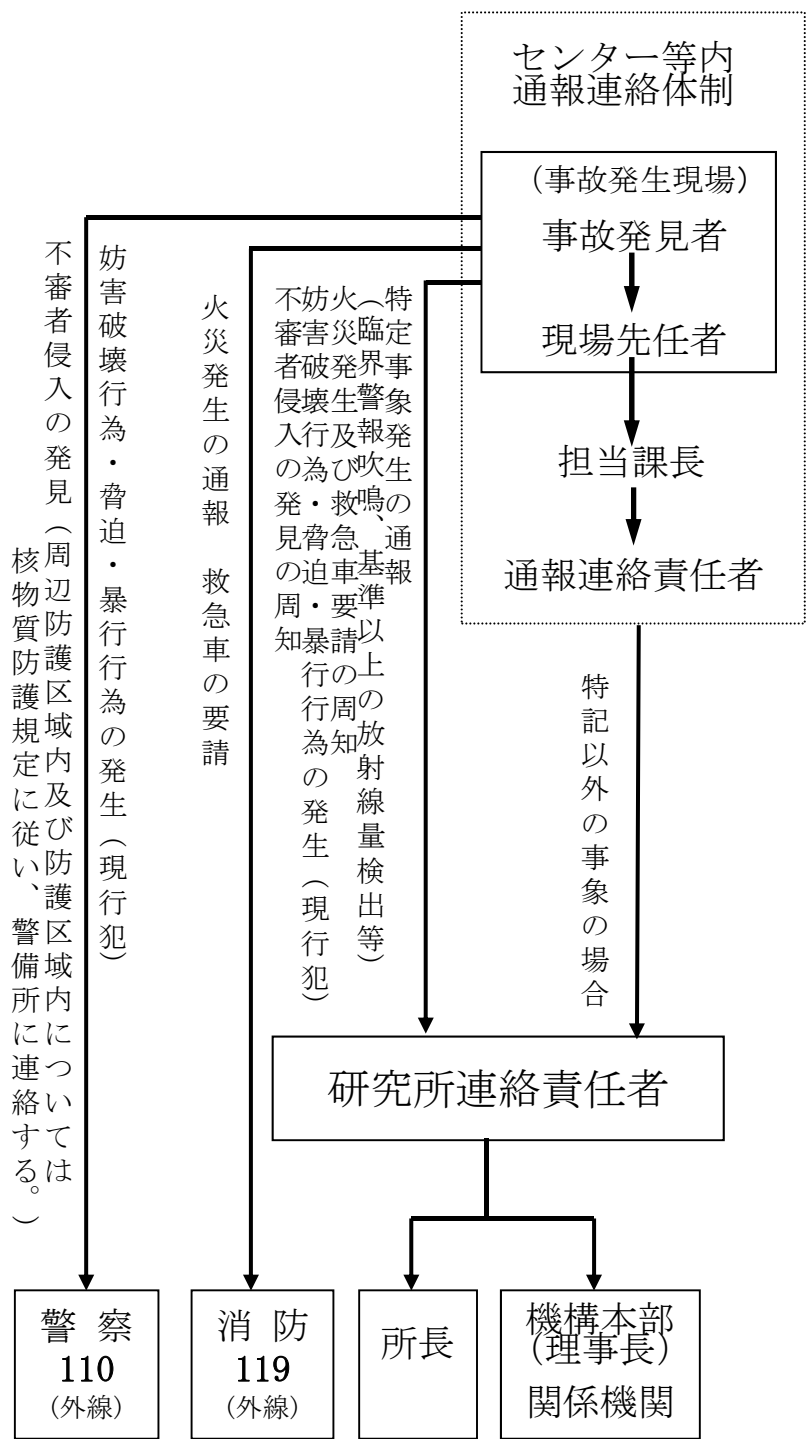 センター等内
通報連絡体制
（事故発生現場）
事故発見者
現場先任者
担当課長
通報連絡責任者
特記以外の事象の場合
特定事象発生の通報
（臨界警報吹鳴、基準以上の放射線量検出等）
火災発生及び救急車要請の周知
妨害破壊行為・脅迫・暴行行為の発生（現行犯）
不審者侵入の発見の周知
火災発生の通報　救急車の要請
妨害破壊行為・脅迫・暴行行為の発生（現行犯）
不審者侵入の発見（周辺防護区域内及び防護区域内については
核物質防護規定に従い、警備所に連絡する。）
研究所連絡責任者
警 察
110
（外線）
消 防
119
（外線）
所長
機構本部
（理事長）
関係機関